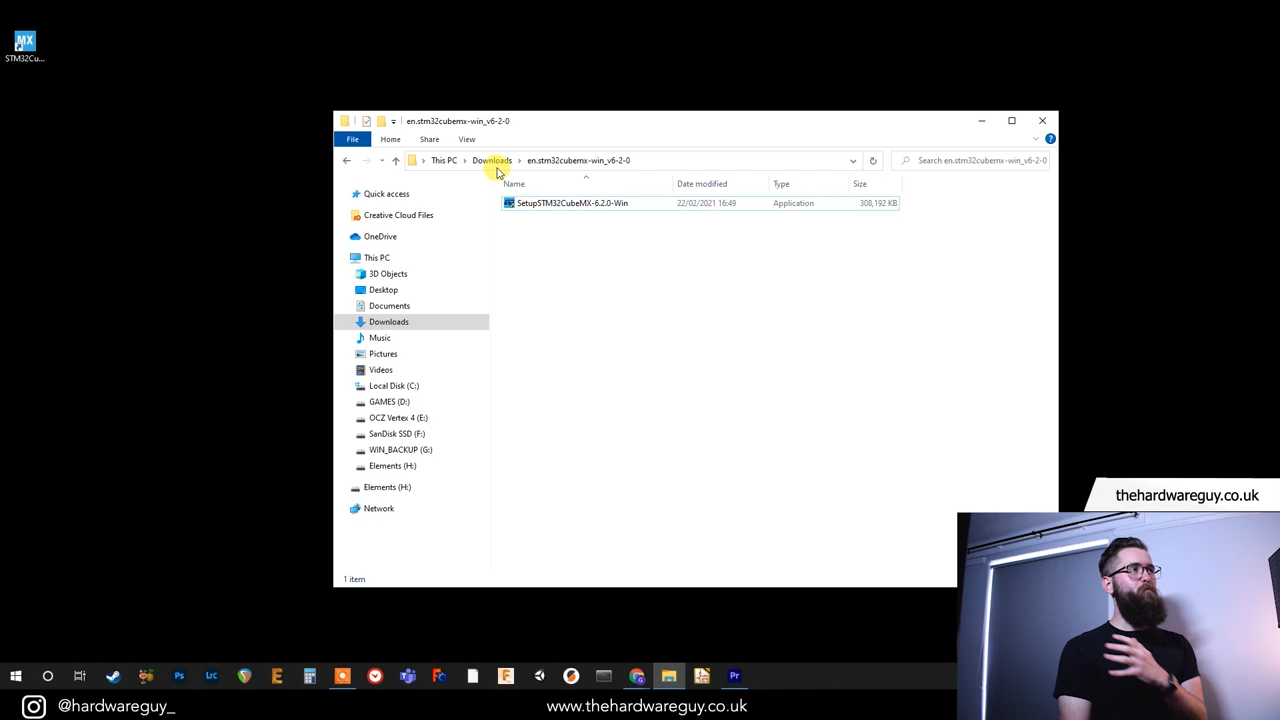 MX
STM32Cu...
en.stm32cubemx-win_v6-2-0
File Home Share View
This PC Downloads en.stm32cubemx-win_v6-2-0
Search en.stm32cubemx-win_v6-2-0
Name Date modified Type Size
SetupSTM32CubeMX-6.2.0-Win 22/02/2021 16:49 Application 308,192 KB
Quick access
Creative Cloud Files
OneDrive
This PC
3D Objects
Desktop
Documents
Downloads
Music
Pictures
Videos
Local Disk (C:)
GAMES (D:)
OCZ Vertex 4 (E:)
SanDisk SSD (F:)
WIN_BACKUP (G:)
Elements (H:)
Elements (H:)
Network
1 item
thehardwareguy.co.uk
Ps Lrc E F Pr
@hardwareguy_
www.thehardwareguy.co.uk